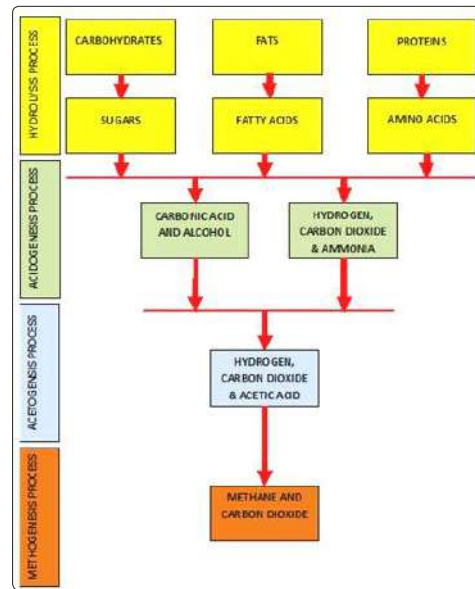 HYDROLYSIS PROCESS
CARBOHYDRATES
FATS
PROTEINS
SUGARS
FATTY ACIDS
AMINO ACIDS
ACIDOGENESIS PROCESS
CARBONIC ACID
AND ALCOHOL
HYDROGEN,
CARBON DIOXIDE
& AMMONIA
ACETOGENSIS PROCESS
HYDROGEN,
CARBON DIOXIDE
& ACETIC ACID
METHOGENESIS PROCESS
METHANE AND
CARBON DIOXIDE